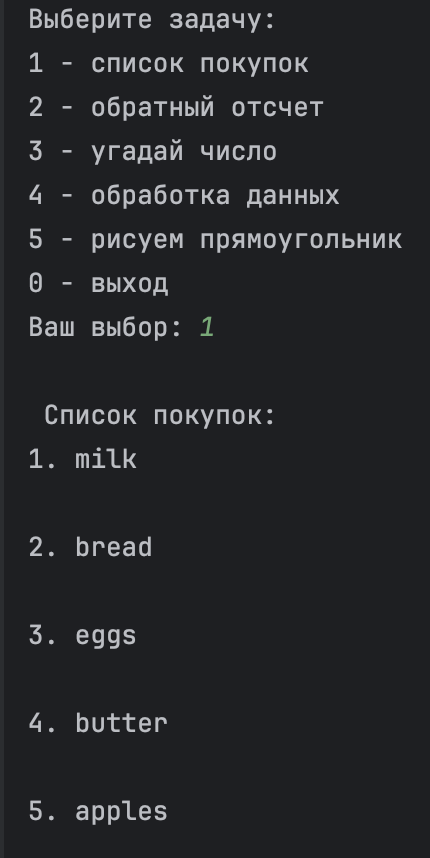 Выберите задачу:
1 - список покупок
2 - обратный отсчет
3 - угадай число
4 - обработка данных
5 - рисуем прямоугольник
0 - выход
Ваш выбор: 1
Список покупок:
1. milk
2. bread
3. eggs
4. butter
5. apples